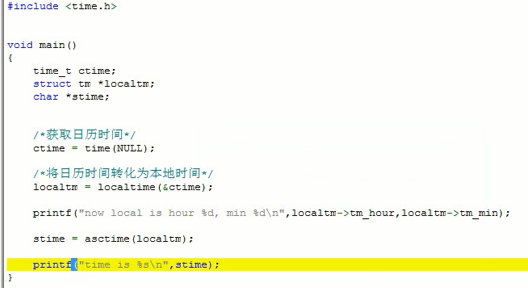 #include <time.h>
void main()
{
time_t ctime;
struct tm *localtm;
char *stime;
/*获取日历时间*/
ctime = time(NULL);
/*将日历时间转化为本地时间*/
localtm = localtime(&ctime);
printf("now local is hour %d, min %d\n",localtm->tm_hour,localtm->tm_min);
stime = asctime(localtm);
printf("time is %s\n",stime);
}